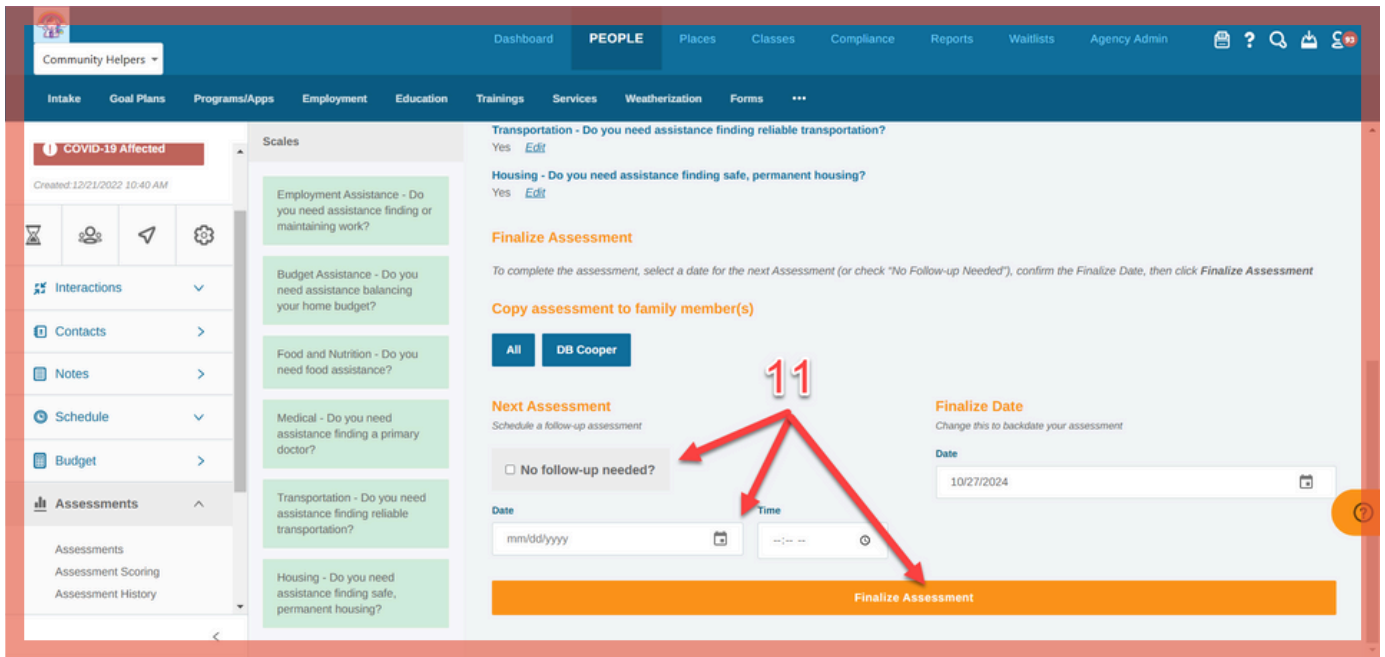 Community Helpers
Dashboard PEOPLE Places Classes Compliance Reports Waitlists Agency Admin ? 93
Intake Goal Plans Programs/Apps Employment Education Trainings Services Weatherization Forms •••
COVID-19 Affected
Created:12/21/2022 10:40 AM
Interactions
Contacts
Notes
Schedule
Budget
Assessments
Assessments
Assessment Scoring
Assessment History
Scales
Employment Assistance - Do
you need assistance finding or
maintaining work?
Budget Assistance - Do you
need assistance balancing
your home budget?
Food and Nutrition - Do you
need food assistance?
Medical - Do you need
assistance finding a primary
doctor?
Transportation - Do you need
assistance finding reliable
transportation?
Housing - Do you need
assistance finding safe,
permanent housing?
Transportation - Do you need assistance finding reliable transportation?
Yes Edit
Housing - Do you need assistance finding safe, permanent housing?
Yes Edit
Finalize Assessment
To complete the assessment, select a date for the next Assessment (or check "No Follow-up Needed"), confirm the Finalize Date, then click Finalize Assessment
Copy assessment to family member(s)
All DB Cooper
11
Next Assessment
Schedule a follow-up assessment
No follow-up needed?
Date Time
mm/dd/yyyy --:-- --
Finalize Date
Change this to backdate your assessment
Date
10/27/2024
?
Finalize Assessment